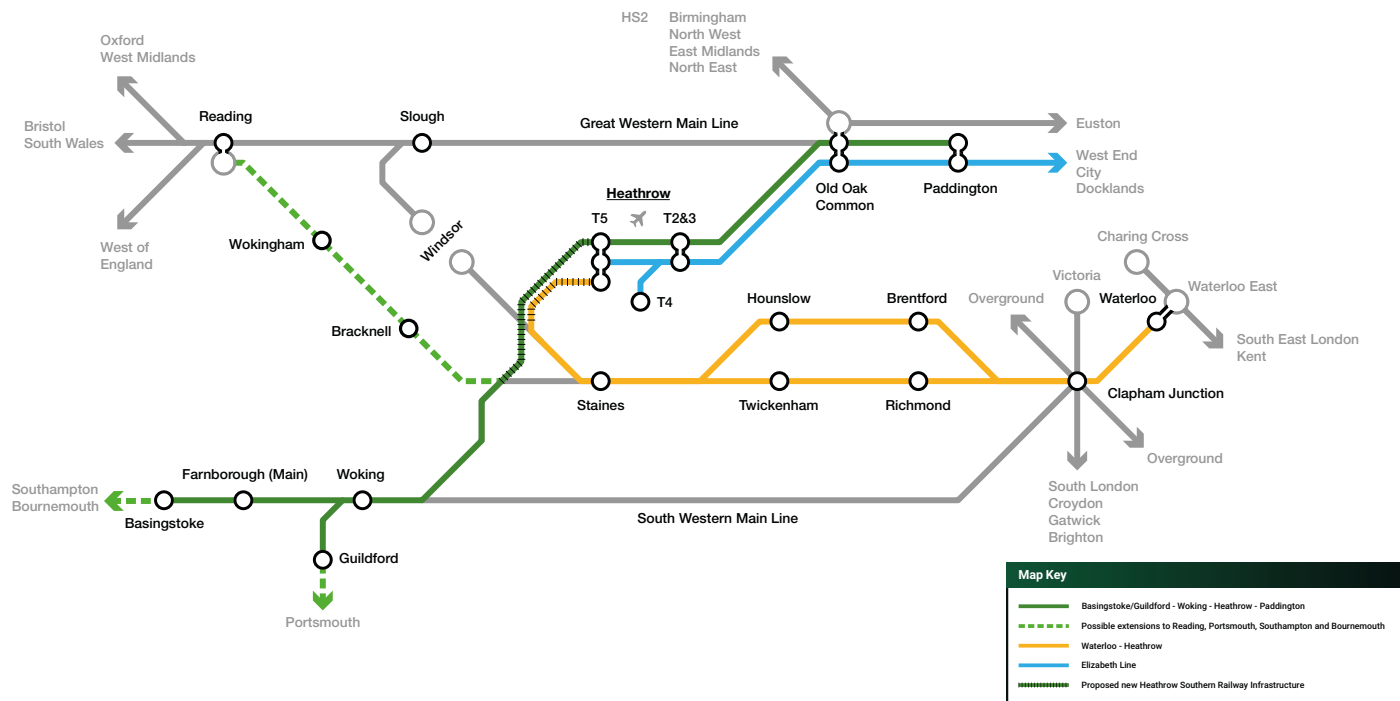 HS2
Birmingham
North West
East Midlands
North East
Oxford
West Midlands
Reading
Slough
Great Western Main Line
Euston
Bristol
South Wales
West End
City
Docklands
Old Oak
Common
Paddington
Heathrow
T5
T2&3
T4
Windsor
West of
England
Wokingham
Bracknell
Charing Cross
Victoria
Waterloo East
Overground
Waterloo
Hounslow
Brentford
South East London
Kent
Staines
Twickenham
Richmond
Clapham Junction
Overground
Farnborough (Main)
Woking
Southampton
Bournemouth
Basingstoke
South Western Main Line
South London
Croydon
Gatwick
Brighton
Guildford
Portsmouth
Map Key
Basingstoke/Guildford - Woking - Heathrow - Paddington
Possible extensions to Reading, Portsmouth, Southampton and Bournemouth
Waterloo - Heathrow
Elizabeth Line
Proposed new Heathrow Southern Railway Infrastructure